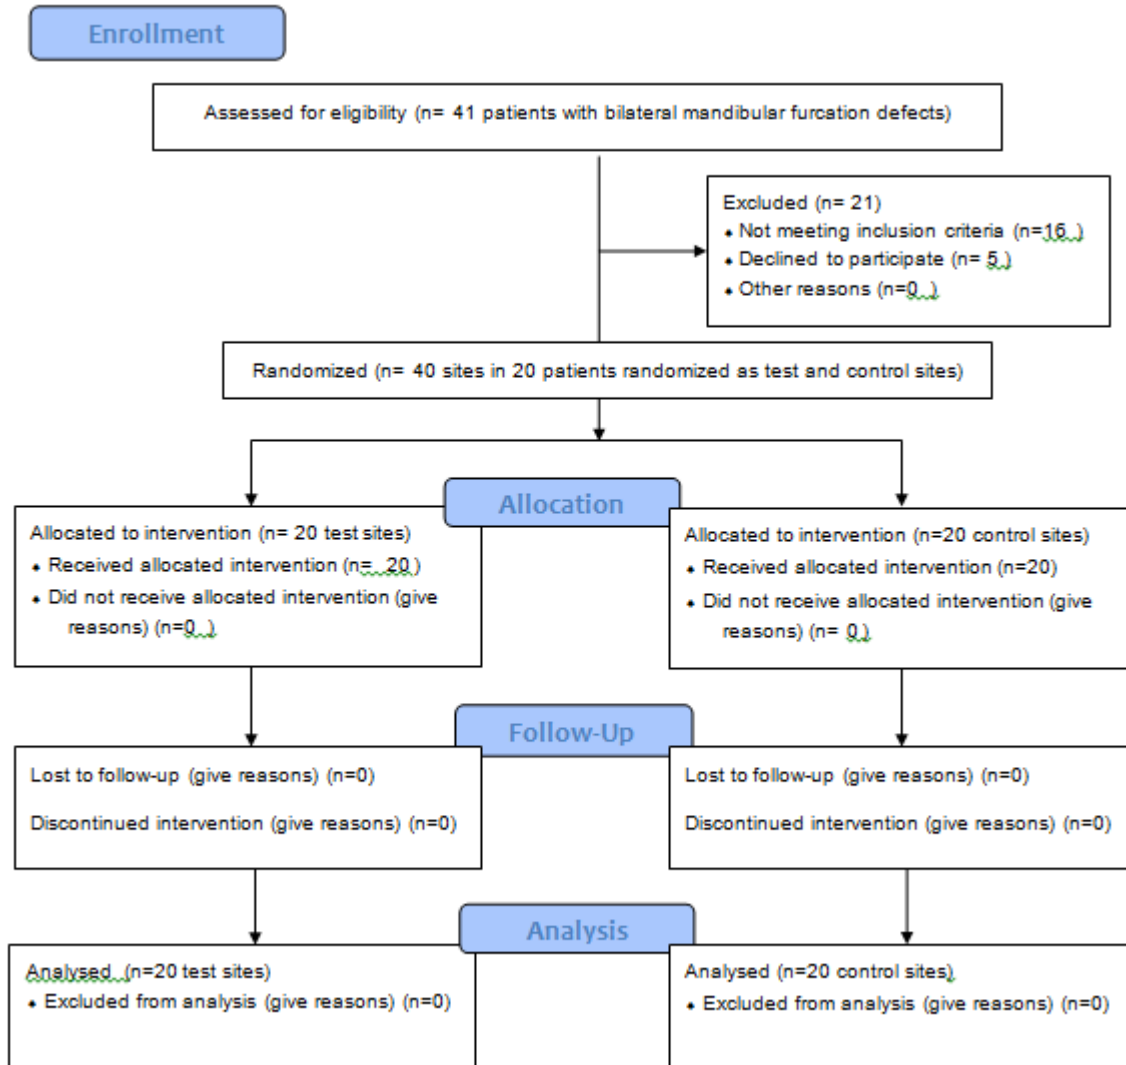 Enrollment
Assessed for eligibility (n= 41 patients with bilateral mandibular furcation defects)
Excluded (n= 21)
• Not meeting inclusion criteria (n=16 )
• Declined to participate (n= 5 )
• Other reasons (n=0 )
Randomized (n= 40 sites in 20 patients randomized as test and control sites)
Allocation
Allocated to intervention (n= 20 test sites)
• Received allocated intervention (n= 20 )
• Did not receive allocated intervention (give
reasons) (n=0 )
Allocated to intervention (n=20 control sites)
• Received allocated intervention (n=20)
• Did not receive allocated intervention (give
reasons) (n= 0 )
Follow-Up
Lost to follow-up (give reasons) (n=0)
Discontinued intervention (give reasons) (n=0)
Lost to follow-up (give reasons) (n=0)
Discontinued intervention (give reasons) (n=0)
Analysis
Analysed (n=20 test sites)
• Excluded from analysis (give reasons) (n=0)
Analysed (n=20 control sites)
• Excluded from analysis (give reasons) (n=0)